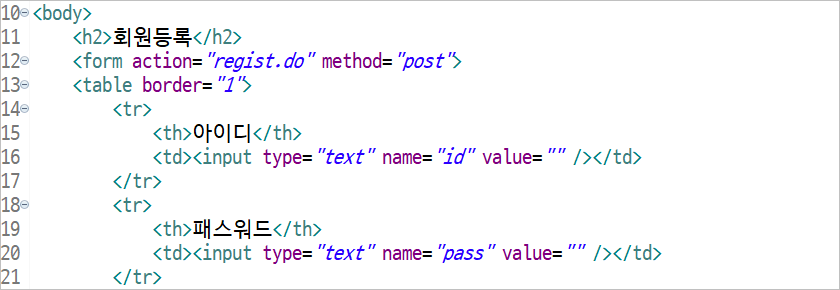 10 <body>
11     <h2>회원등록</h2>
12     <form action="regist.do" method="post">
13     <table border="1">
14         <tr>
15             <th>아이디</th>
16             <td><input type="text" name="id" value="" /></td>
17         </tr>
18         <tr>
19             <th>패스워드</th>
20             <td><input type="text" name="pass" value="" /></td>
21         </tr>